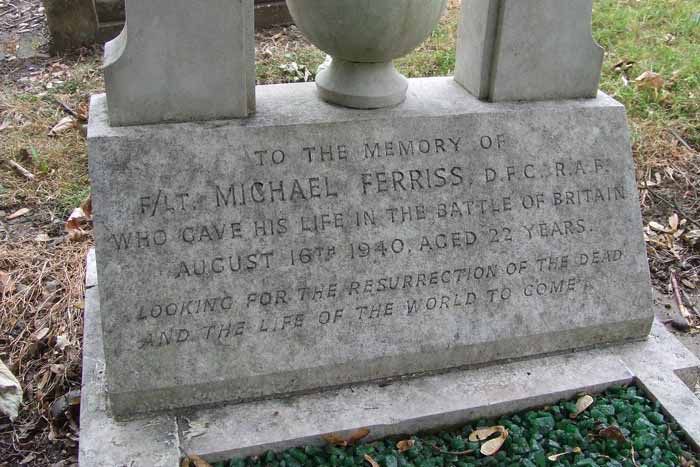 TO THE MEMORY OF
F/LT. MICHAEL FERRISS, D.F.C. R.A.F.
WHO GAVE HIS LIFE IN THE BATTLE OF BRITAIN
AUGUST 16TH 1940. AGED 22 YEARS.
LOOKING FOR THE RESURRECTION OF THE DEAD
AND THE LIFE OF THE WORLD TO COME.